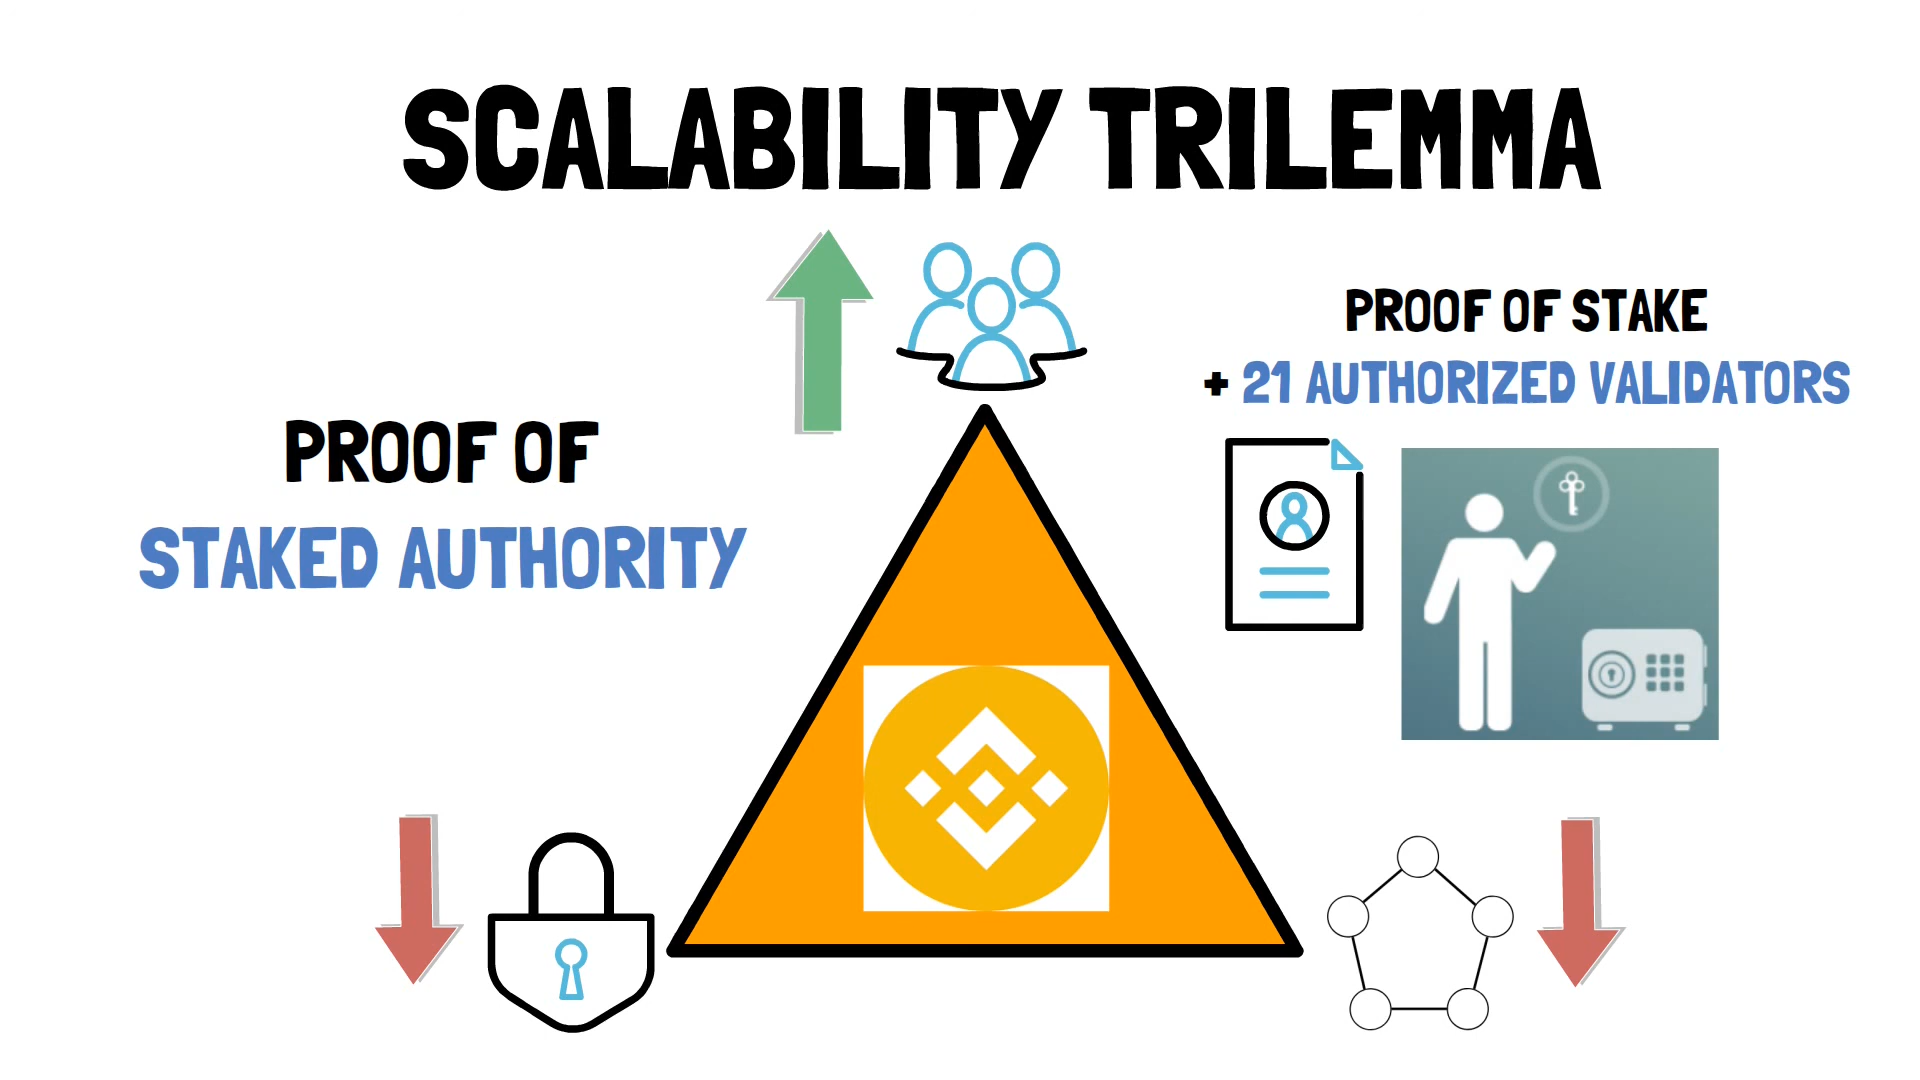 SCALABILITY TRILEMMA
PROOF OF STAKE
+ 21 AUTHORIZED VALIDATORS
PROOF OF
STAKED AUTHORITY